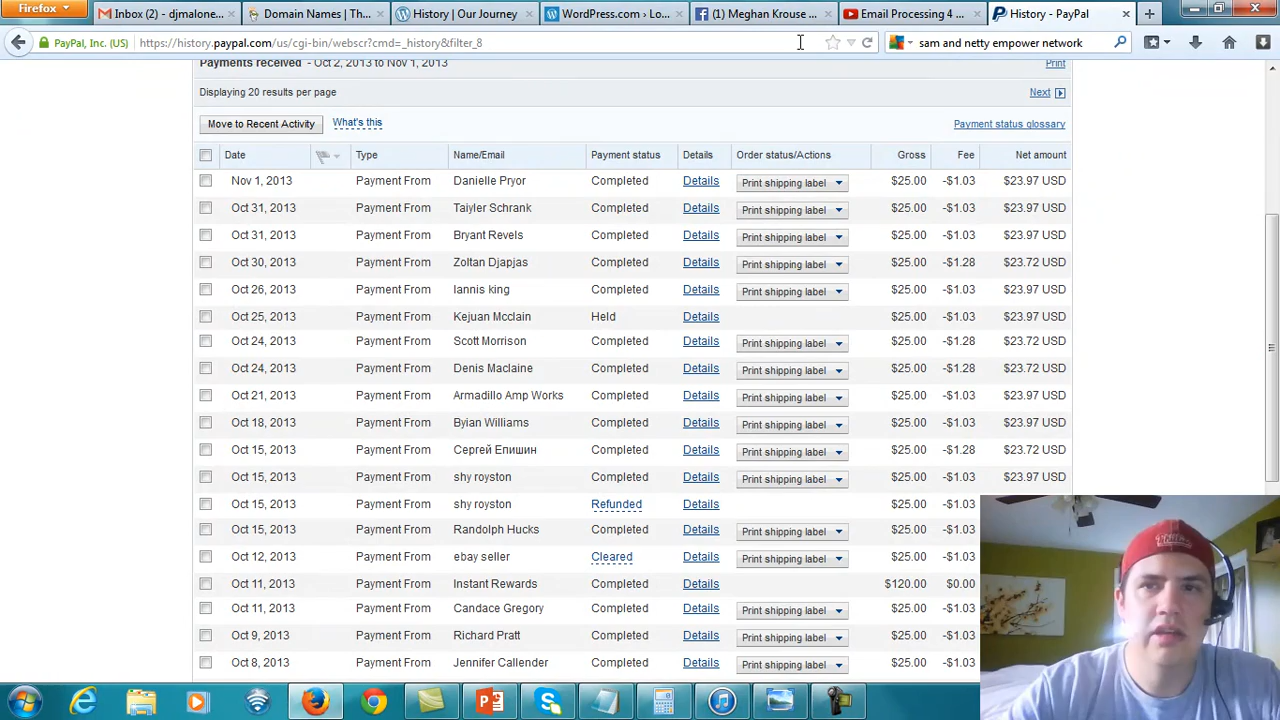 Firefox
Inbox (2) - djmalone...
Domain Names | Th...
History | Our Journey
WordPress.com › Lo...
(1) Meghan Krouse ...
Email Processing 4 ...
History - PayPal
PayPal, Inc. (US)
https://history.paypal.com/us/cgi-bin/webscr?cmd=_history&filter_8
sam and netty empower network
Payments received - Oct 2, 2013 to Nov 1, 2013
Print
Displaying 20 results per page
Next
Move to Recent Activity
What's this
Payment status glossary
Date Type Name/Email Payment status Details Order status/Actions Gross Fee Net amount
Nov 1, 2013 Payment From Danielle Pryor Completed Details Print shipping label $25.00 -$1.03 $23.97 USD
Oct 31, 2013 Payment From Taiyler Schrank Completed Details Print shipping label $25.00 -$1.03 $23.97 USD
Oct 31, 2013 Payment From Bryant Revels Completed Details Print shipping label $25.00 -$1.03 $23.97 USD
Oct 30, 2013 Payment From Zoltan Djapjas Completed Details Print shipping label $25.00 -$1.28 $23.72 USD
Oct 26, 2013 Payment From Iannis king Completed Details Print shipping label $25.00 -$1.03 $23.97 USD
Oct 25, 2013 Payment From Kejuan Mcclain Held Details $25.00 -$1.03 $23.97 USD
Oct 24, 2013 Payment From Scott Morrison Completed Details Print shipping label $25.00 -$1.28 $23.72 USD
Oct 24, 2013 Payment From Denis Maclaine Completed Details Print shipping label $25.00 -$1.28 $23.72 USD
Oct 21, 2013 Payment From Armadillo Amp Works Completed Details Print shipping label $25.00 -$1.03 $23.97 USD
Oct 18, 2013 Payment From Byian Williams Completed Details Print shipping label $25.00 -$1.03 $23.97 USD
Oct 15, 2013 Payment From Сергей Епишин Completed Details Print shipping label $25.00 -$1.28 $23.72 USD
Oct 15, 2013 Payment From shy royston Completed Details Print shipping label $25.00 -$1.03 $23.97 USD
Oct 15, 2013 Payment From shy royston Refunded Details $25.00 -$1.03
Oct 15, 2013 Payment From Randolph Hucks Completed Details Print shipping label $25.00 -$1.03
Oct 12, 2013 Payment From ebay seller Cleared Details Print shipping label $25.00 -$1.03
Oct 11, 2013 Payment From Instant Rewards Completed Details $120.00 $0.00
Oct 11, 2013 Payment From Candace Gregory Completed Details Print shipping label $25.00 -$1.03
Oct 9, 2013 Payment From Richard Pratt Completed Details Print shipping label $25.00 -$1.03
Oct 8, 2013 Payment From Jennifer Callender Completed Details Print shipping label $25.00 -$1.03